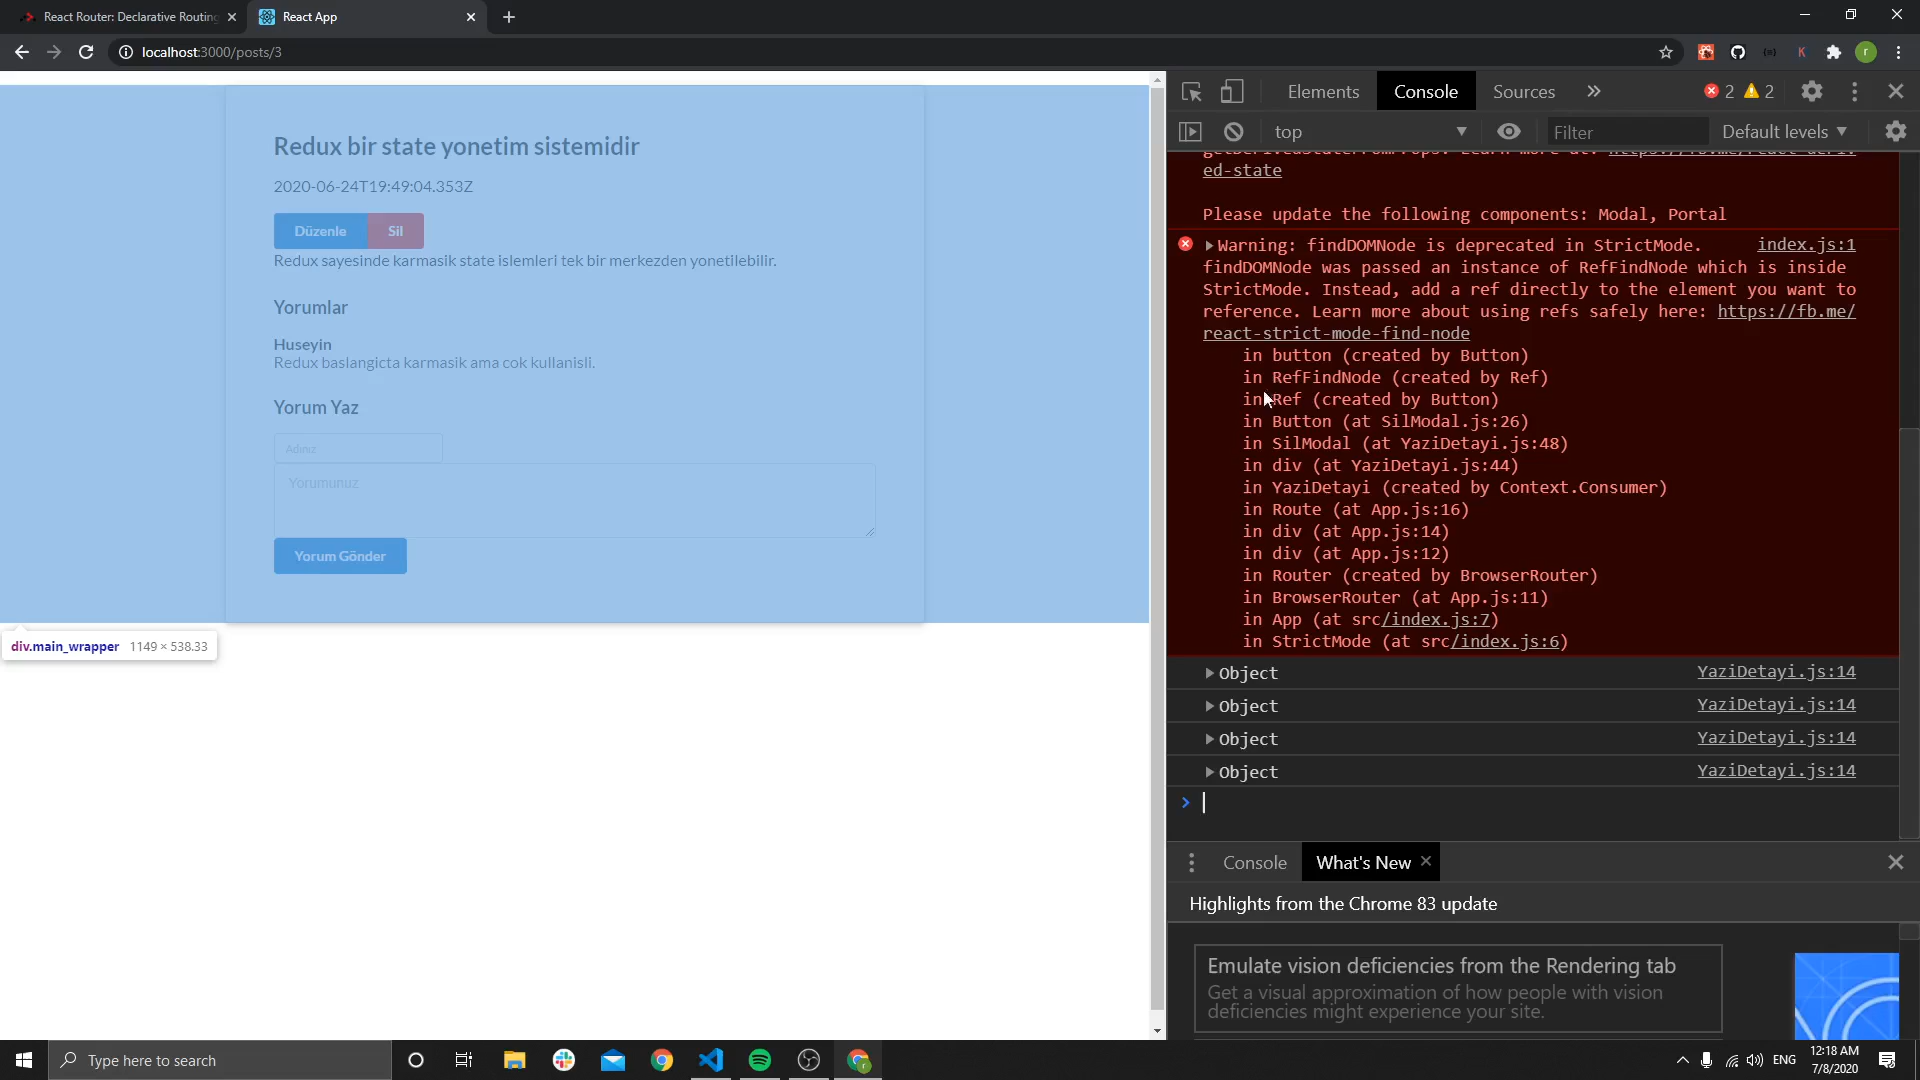 React Router: Declarative Routing
React App
localhost:3000/posts/3
r
Redux bir state yonetim sistemidir
2020-06-24T19:49:04.353Z
Düzenle
Sil
Redux sayesinde karmasik state islemleri tek bir merkezden yonetilebilir.
Yorumlar
Huseyin
Redux baslangicta karmasik ama cok kullanisli.
Yorum Yaz
Adınız
Yorumunuz
Yorum Gönder
div.main_wrapper 1149 × 538.33
Elements
Console
Sources
2
2
top
Filter
Default levels
ed-state
Please update the following components: Modal, Portal
Warning: findDOMNode is deprecated in StrictMode. index.js:1
findDOMNode was passed an instance of RefFindNode which is inside
StrictMode. Instead, add a ref directly to the element you want to
reference. Learn more about using refs safely here: https://fb.me/
react-strict-mode-find-node
in button (created by Button)
in RefFindNode (created by Ref)
in Ref (created by Button)
in Button (at SilModal.js:26)
in SilModal (at YaziDetayi.js:48)
in div (at YaziDetayi.js:44)
in YaziDetayi (created by Context.Consumer)
in Route (at App.js:16)
in div (at App.js:14)
in div (at App.js:12)
in Router (created by BrowserRouter)
in BrowserRouter (at App.js:11)
in App (at src/index.js:7)
in StrictMode (at src/index.js:6)
Object YaziDetayi.js:14
Object YaziDetayi.js:14
Object YaziDetayi.js:14
Object YaziDetayi.js:14
Console
What's New
Highlights from the Chrome 83 update
Emulate vision deficiencies from the Rendering tab
Get a visual approximation of how people with vision
deficiencies might experience your site.
Type here to search
ENG
12:18 AM
7/8/2020